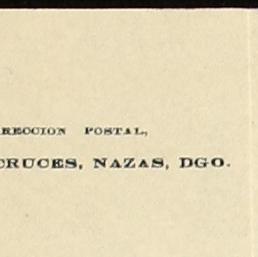 RECCION POSTAL,
CRUCES, NAZAS, DGO.